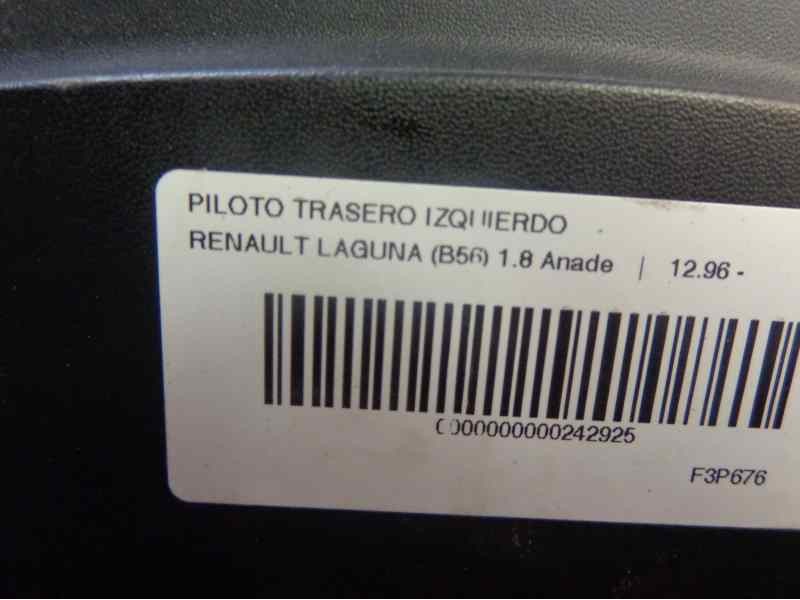 PILOTO TRASERO IZQUIERDO
RENAULT LAGUNA (B56) 1.8 Anade | 12.96 -
0000000000242925
F3P676